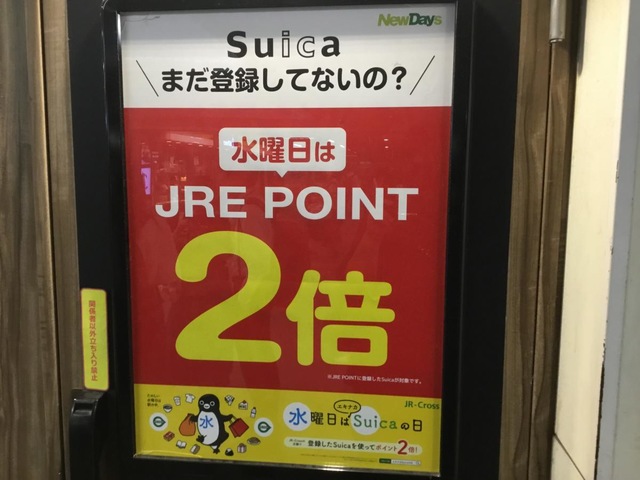 NewDays
Suica
まだ登録してないの?
水曜日は
JRE POINT
2倍
※JRE POINTに登録したSuicaが対象です。
関係者以外立ち入り禁止
JR-Cross
エキナカ
水曜日はSuicaの日
水
登録したSuicaを使ってポイント2倍!